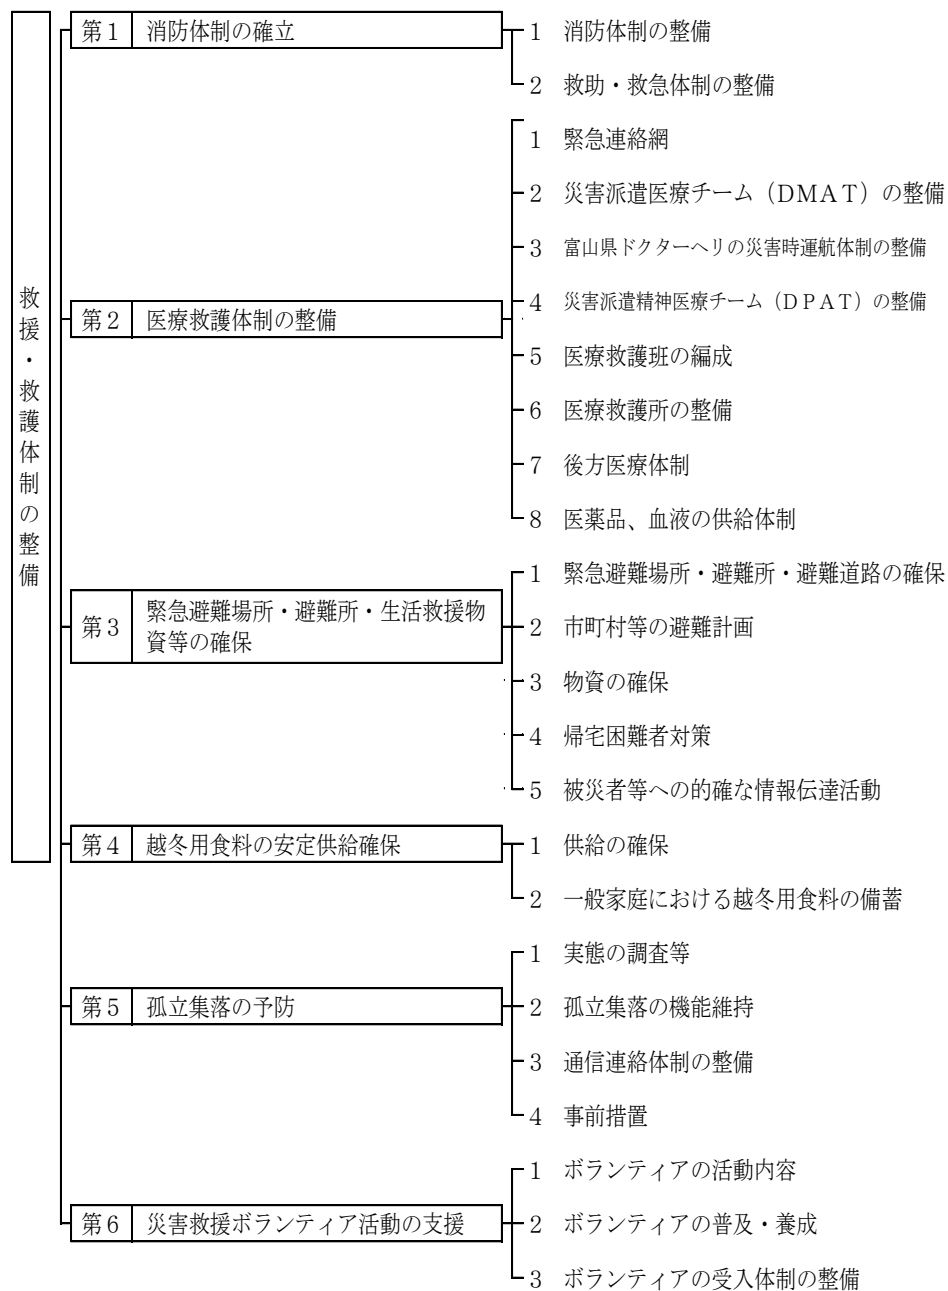 救援・救護体制の整備
第１ 消防体制の確立
１ 消防体制の整備
２ 救助・救急体制の整備
第２ 医療救護体制の整備
１ 緊急連絡網
２ 災害派遣医療チーム（DMAT）の整備
３ 富山県ドクターヘリの災害時運航体制の整備
４ 災害派遣精神医療チーム（DPAT）の整備
５ 医療救護班の編成
６ 医療救護所の整備
７ 後方医療体制
８ 医薬品、血液の供給体制
第３ 緊急避難場所・避難所・生活救援物
資等の確保
１ 緊急避難場所・避難所・避難道路の確保
２ 市町村等の避難計画
３ 物資の確保
４ 帰宅困難者対策
５ 被災者等への的確な情報伝達活動
第４ 越冬用食料の安定供給確保
１ 供給の確保
２ 一般家庭における越冬用食料の備蓄
第５ 孤立集落の予防
１ 実態の調査等
２ 孤立集落の機能維持
３ 通信連絡体制の整備
４ 事前措置
第６ 災害救援ボランティア活動の支援
１ ボランティアの活動内容
２ ボランティアの普及・養成
３ ボランティアの受入体制の整備